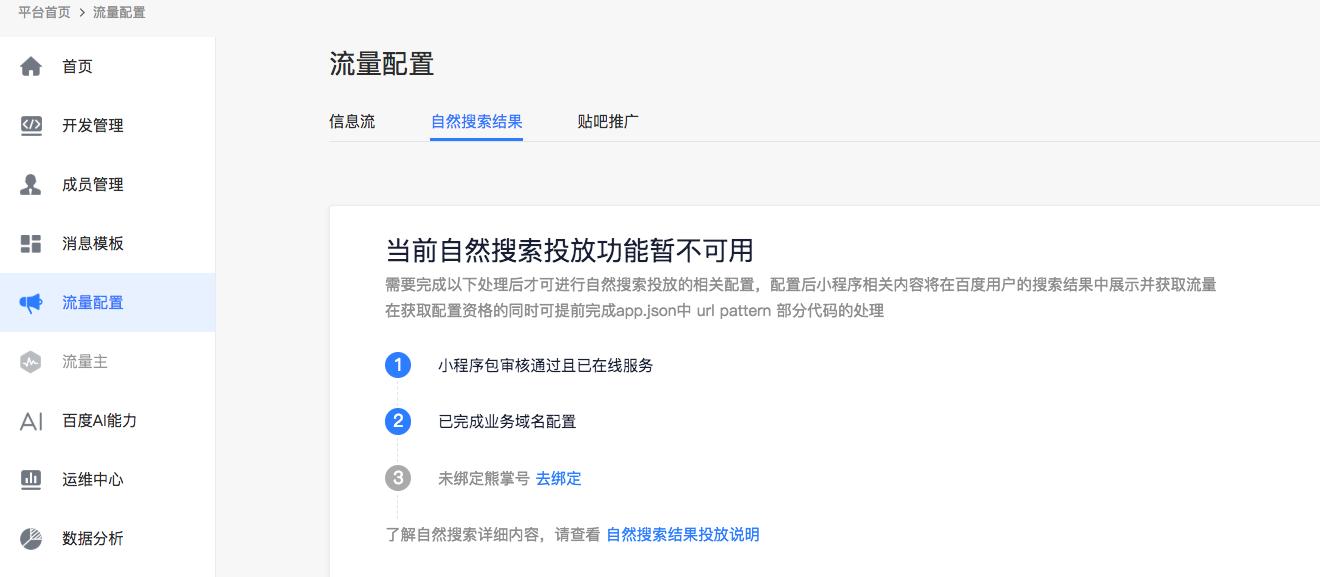 平台首页 > 流量配置
首页
开发管理
成员管理
消息模板
流量配置
流量主
AI 百度AI能力
运维中心
数据分析
流量配置
信息流 自然搜索结果 贴吧推广
当前自然搜索投放功能暂不可用
需要完成以下处理后才可进行自然搜索投放的相关配置，配置后小程序相关内容将在百度用户的搜索结果中展示并获取流量
在获取配置资格的同时可提前完成app.json中 url pattern 部分代码的处理
1 小程序包审核通过且已在线服务
2 已完成业务域名配置
3 未绑定熊掌号 去绑定
了解自然搜索详细内容，请查看 自然搜索结果投放说明